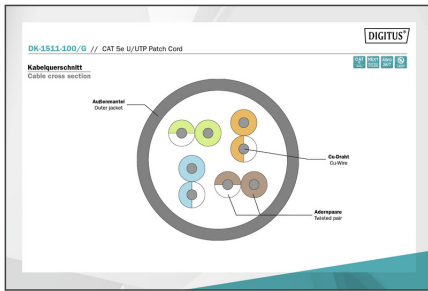 DIGITUS®
DK-1511-100/G // CAT 5e U/UTP Patch Cord
Kabelquerschnitt
Cable cross section
Außenmantel
Outer jacket
Cu-Draht
Cu-Wire
Adernpaare
Twisted pair